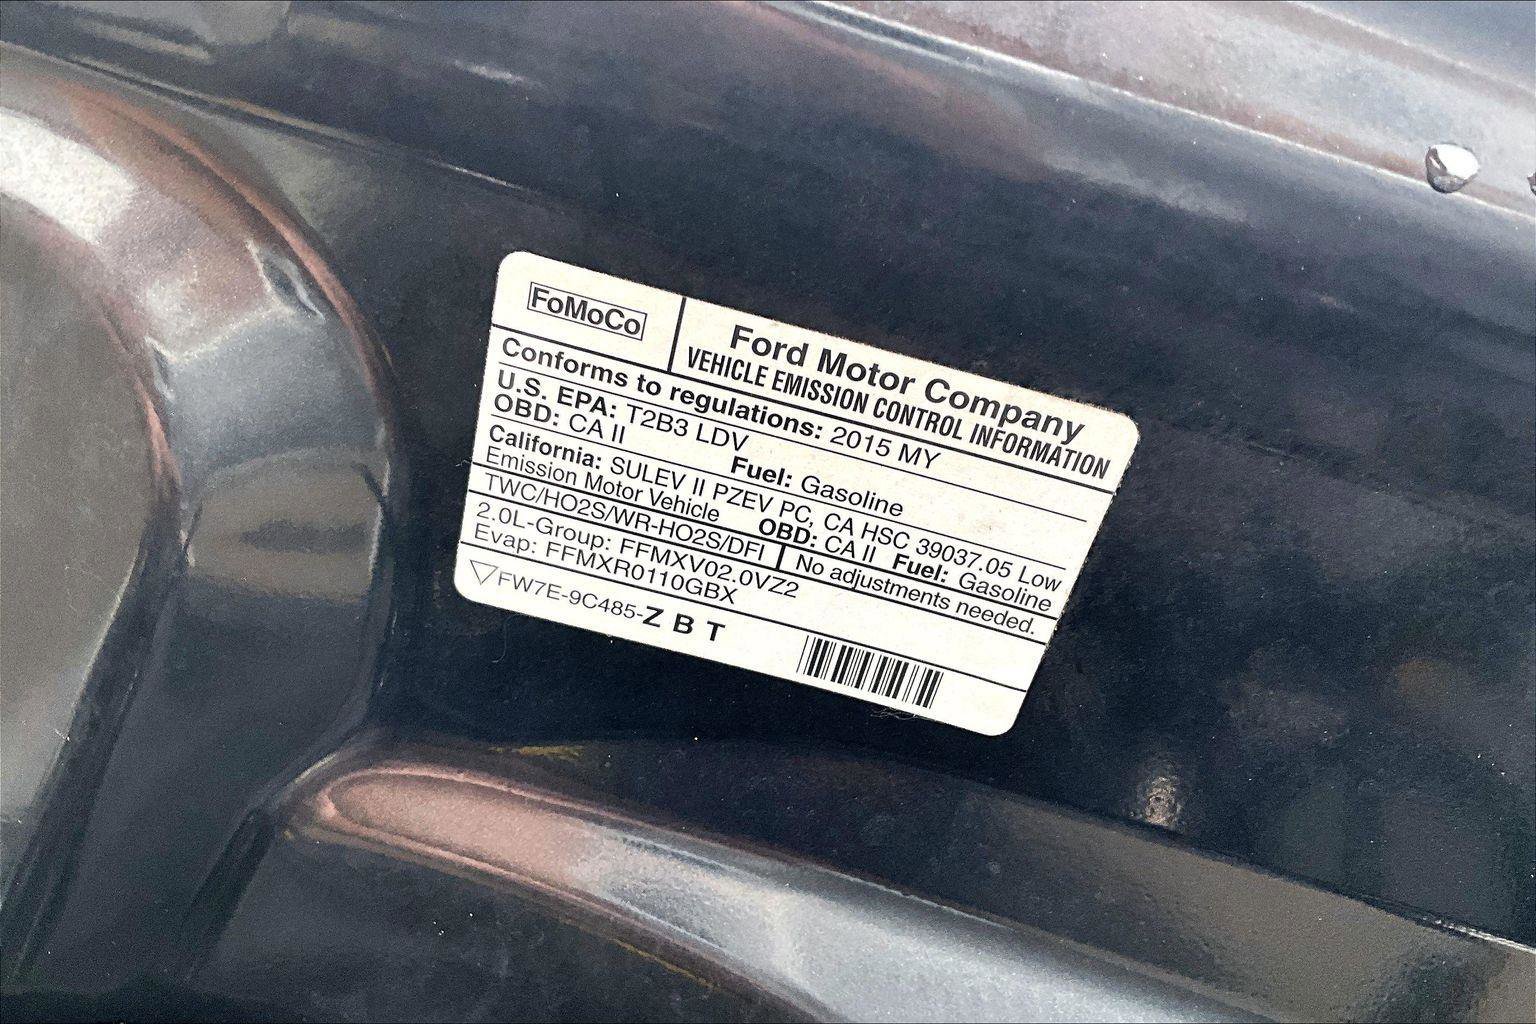 FoMoCo
Ford Motor Company
VEHICLE EMISSION CONTROL INFORMATION
Conforms to regulations: 2015 MY
U.S. EPA: T2B3 LDV
OBD: CA II Fuel: Gasoline
California: SULEV II PZEV PC, CA HSC 39037.05 Low
Emission Motor Vehicle OBD: CA II Fuel: Gasoline
TWC/HO2S/WR-HO2S/DFI No adjustments needed.
2.0L-Group: FFMXV02.0VZ2
Evap: FFMXR0110GBX
FW7E-9C485-ZBT